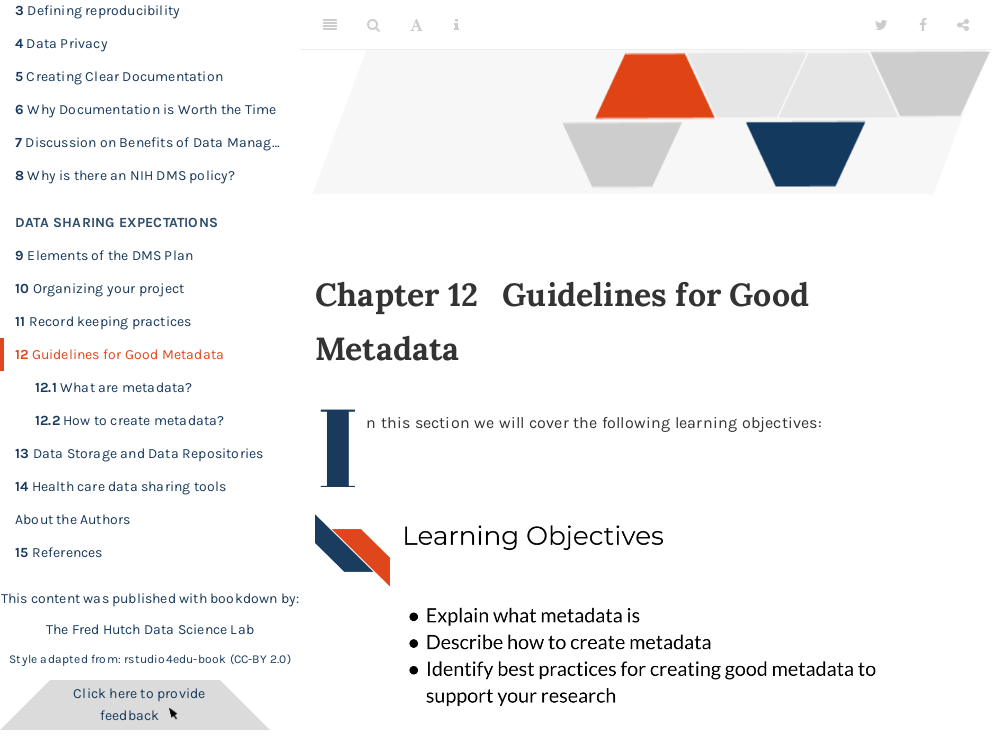 3 Defining reproducibility
4 Data Privacy
5 Creating Clear Documentation
6 Why Documentation is Worth the Time
7 Discussion on Benefits of Data Manag...
8 Why is there an NIH DMS policy?
DATA SHARING EXPECTATIONS
9 Elements of the DMS Plan
10 Organizing your project
11 Record keeping practices
12 Guidelines for Good Metadata
12.1 What are metadata?
12.2 How to create metadata?
13 Data Storage and Data Repositories
14 Health care data sharing tools
About the Authors
15 References
This content was published with bookdown by:
The Fred Hutch Data Science Lab
Style adapted from: rstudio4edu-book (CC-BY 2.0)
Click here to provide
feedback
A
Chapter 12 Guidelines for Good
Metadata
In this section we will cover the following learning objectives:
Learning Objectives
● Explain what metadata is
● Describe how to create metadata
● Identify best practices for creating good metadata to
support your research